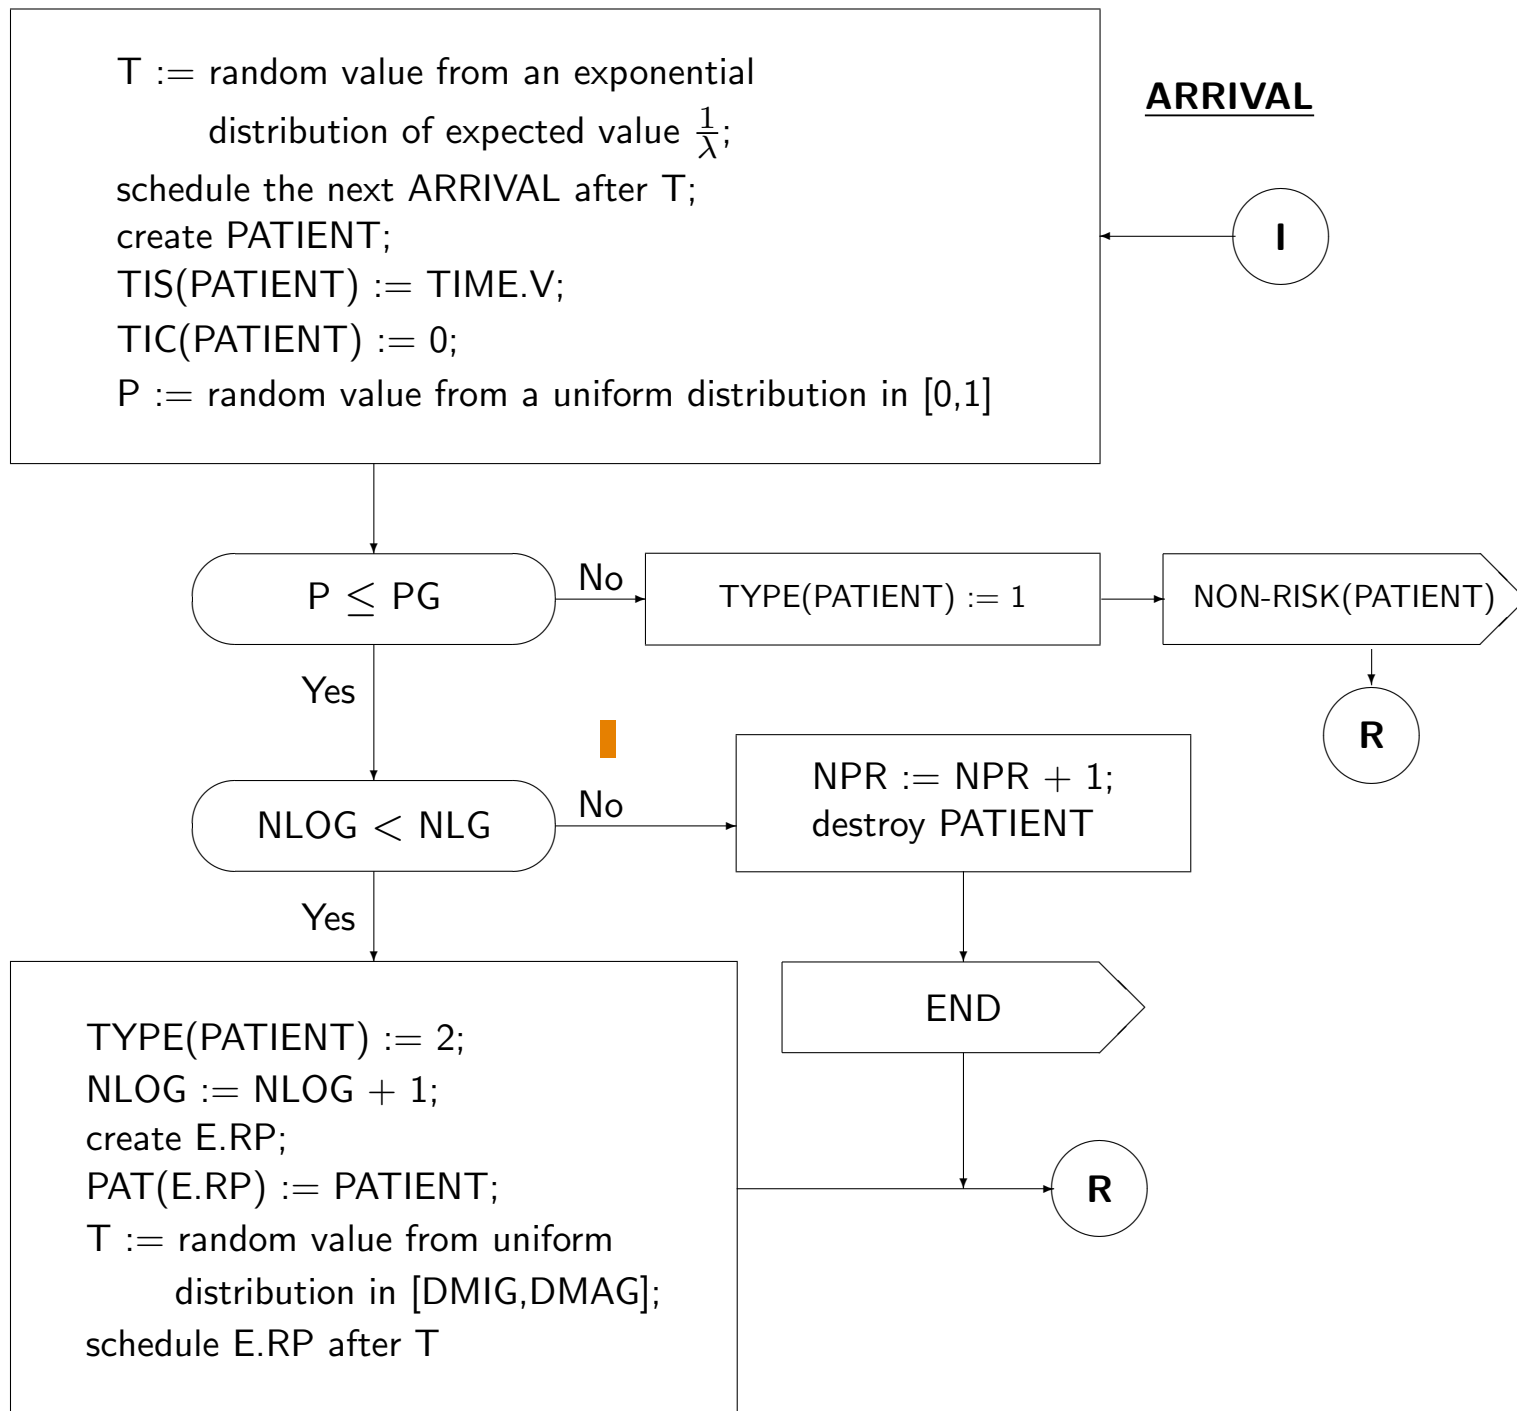 T := random value from an exponential
distribution of expected value 1/λ;
schedule the next ARRIVAL after T;
create PATIENT;
TIS(PATIENT) := TIME.V;
TIC(PATIENT) := 0;
P := random value from a uniform distribution in [0,1]
ARRIVAL
I
P ≤ PG
No
TYPE(PATIENT) := 1
NON-RISK(PATIENT)
R
Yes
NLOG < NLG
No
NPR := NPR + 1;
destroy PATIENT
Yes
END
TYPE(PATIENT) := 2;
NLOG := NLOG + 1;
create E.RP;
PAT(E.RP) := PATIENT;
T := random value from uniform
distribution in [DMIG,DMAG];
schedule E.RP after T
R